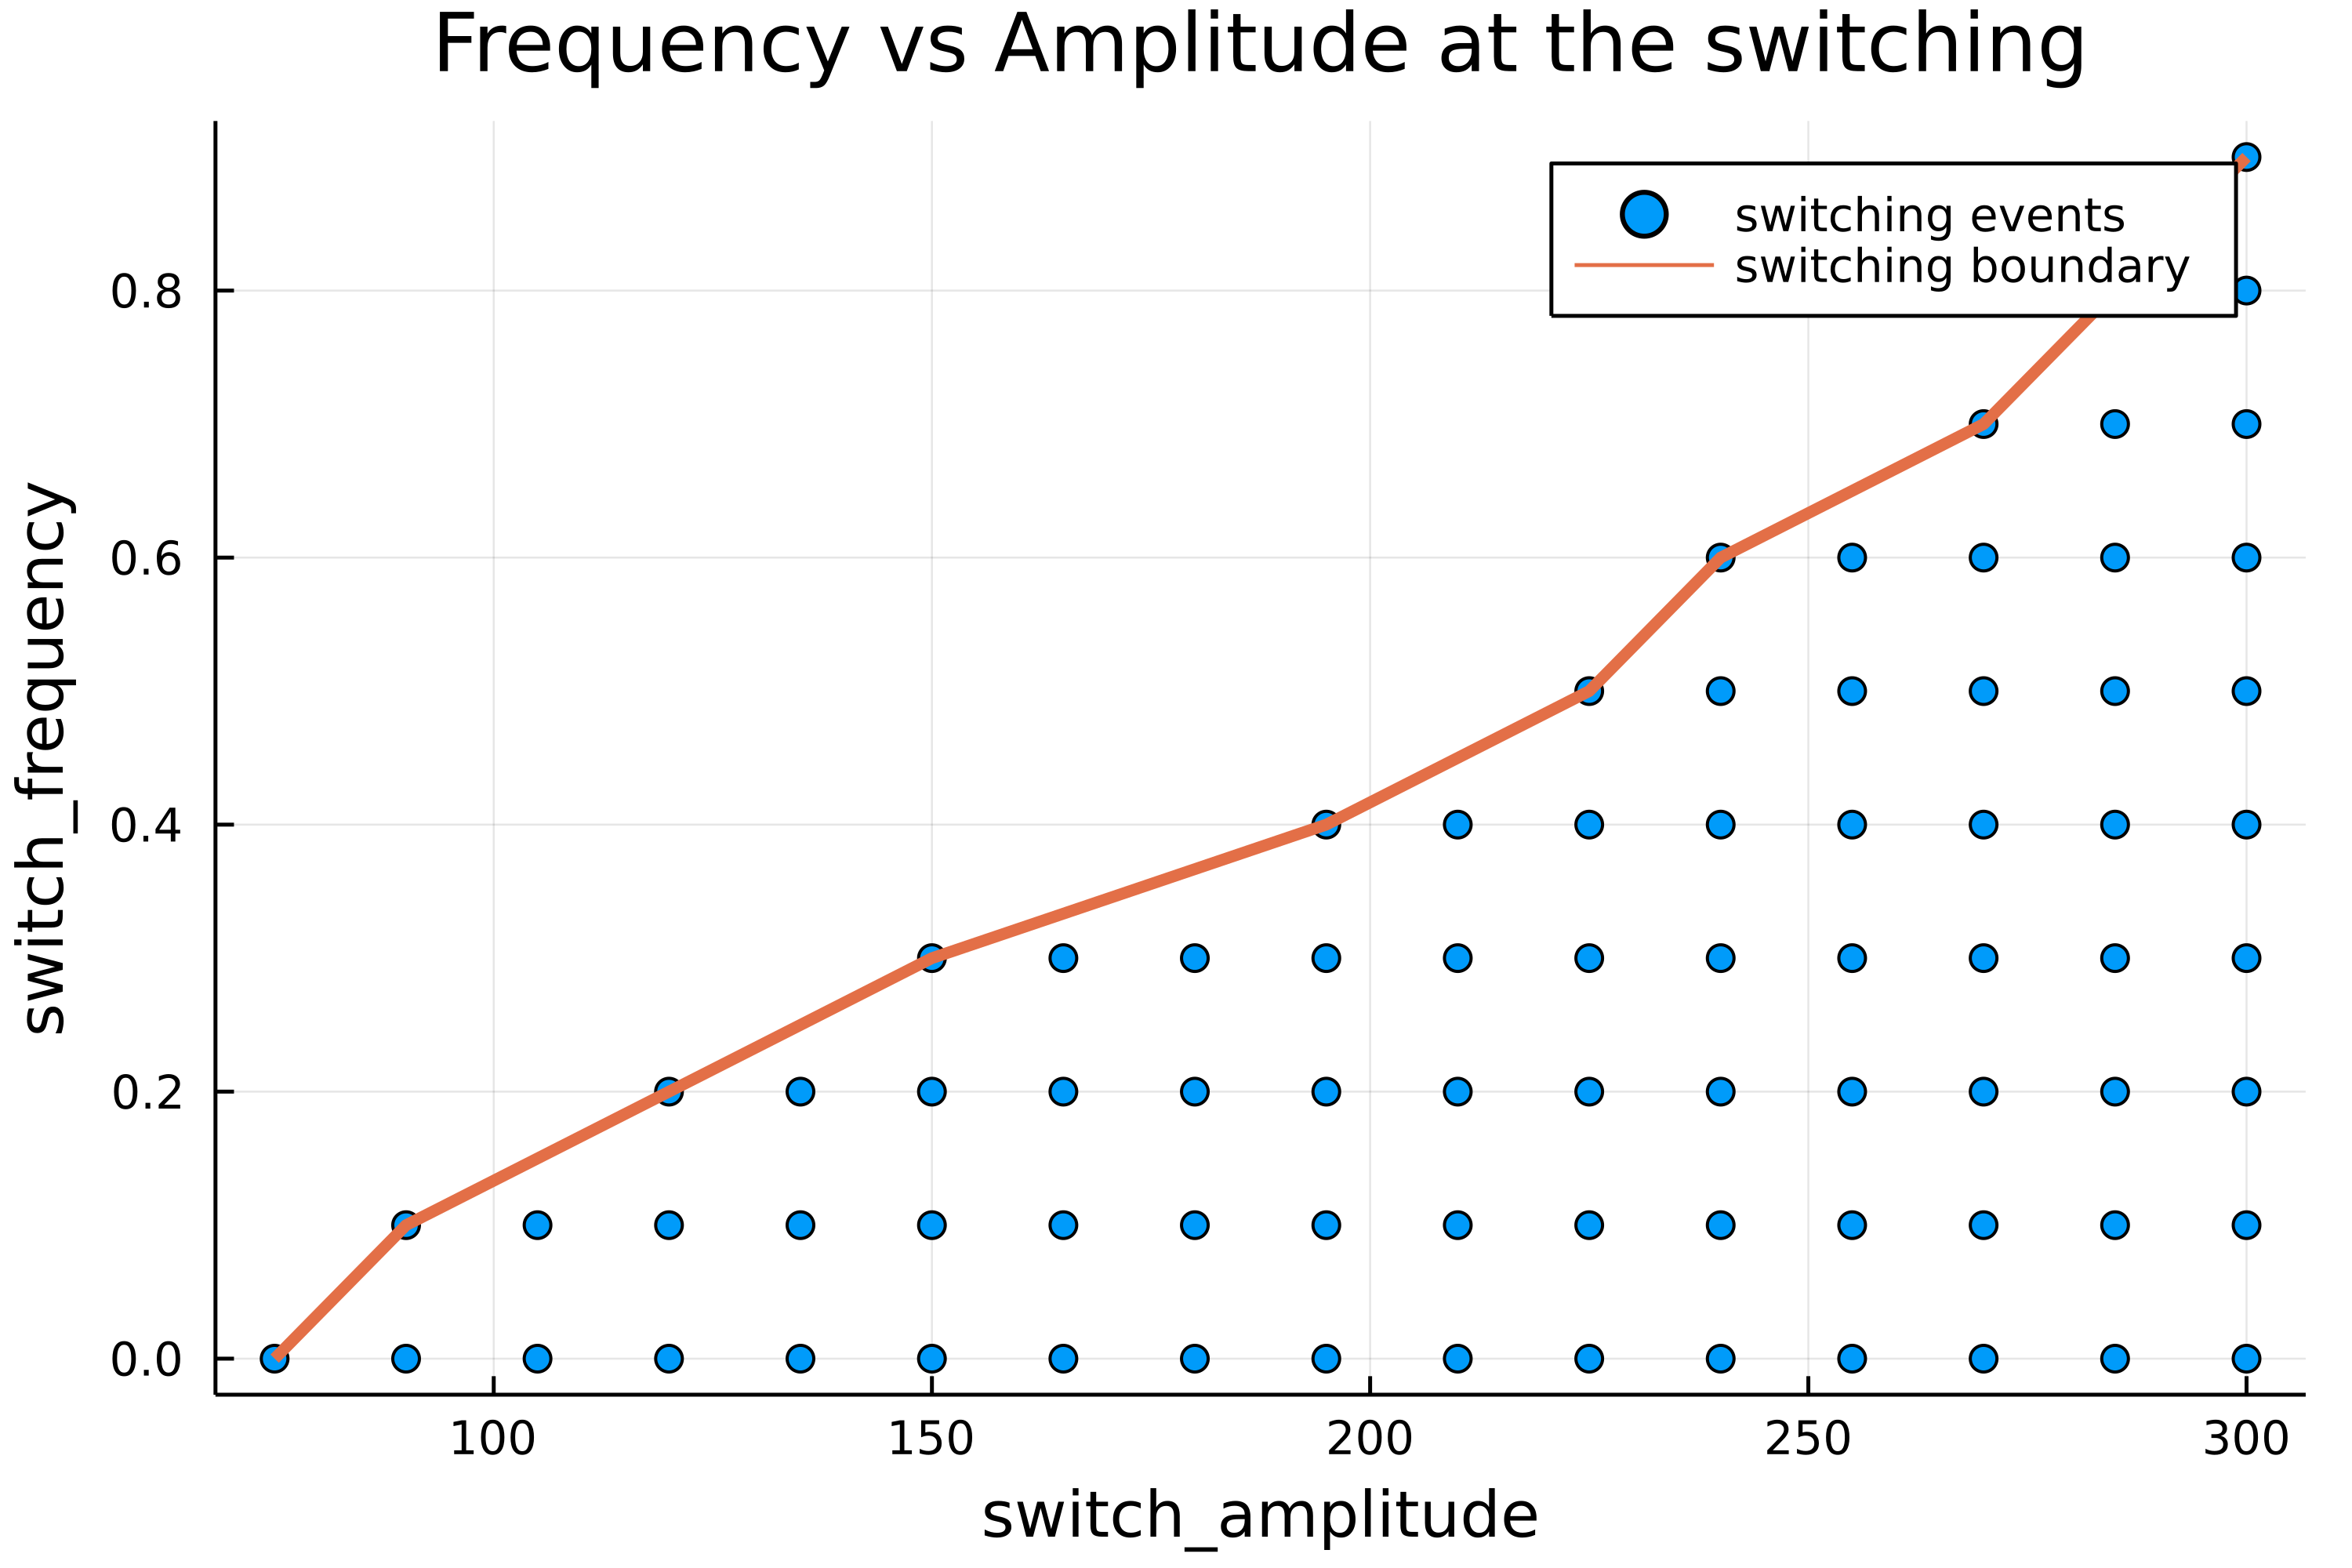 Frequency vs Amplitude at the switching
switching events
switching boundary
switch_frequency
0.8
0.6
0.4
0.2
0.0
100 150 200 250 300
switch_amplitude